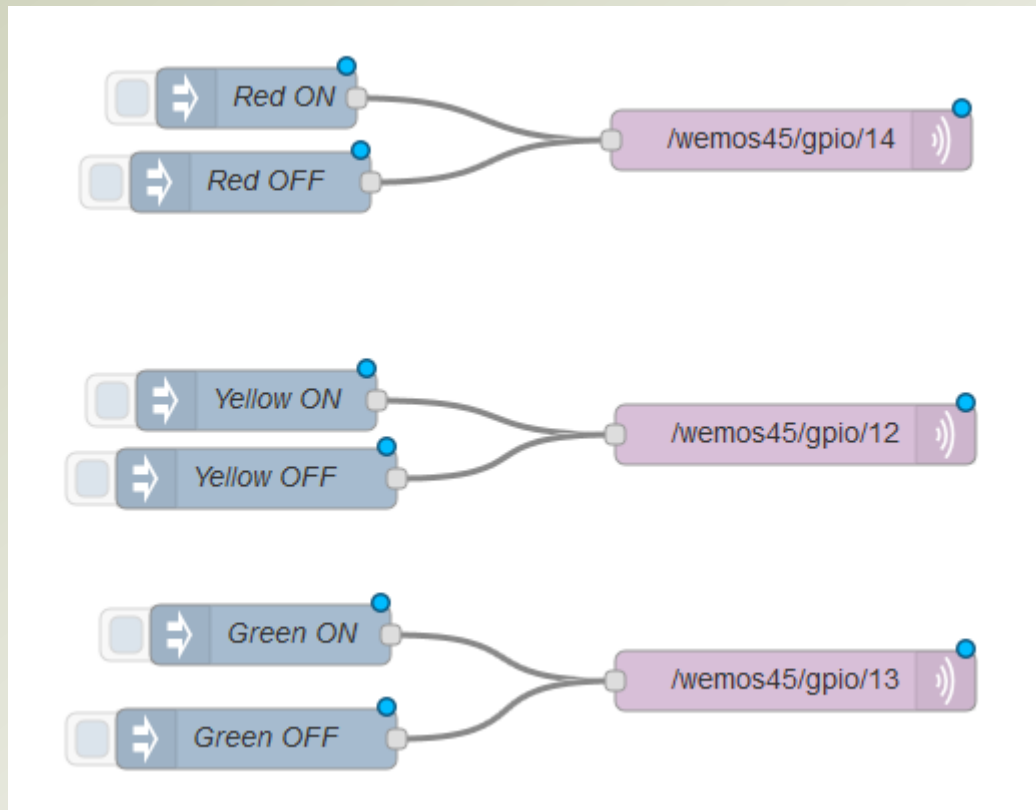 Red ON
Red OFF
/wemos45/gpio/14
Yellow ON
Yellow OFF
/wemos45/gpio/12
Green ON
Green OFF
/wemos45/gpio/13